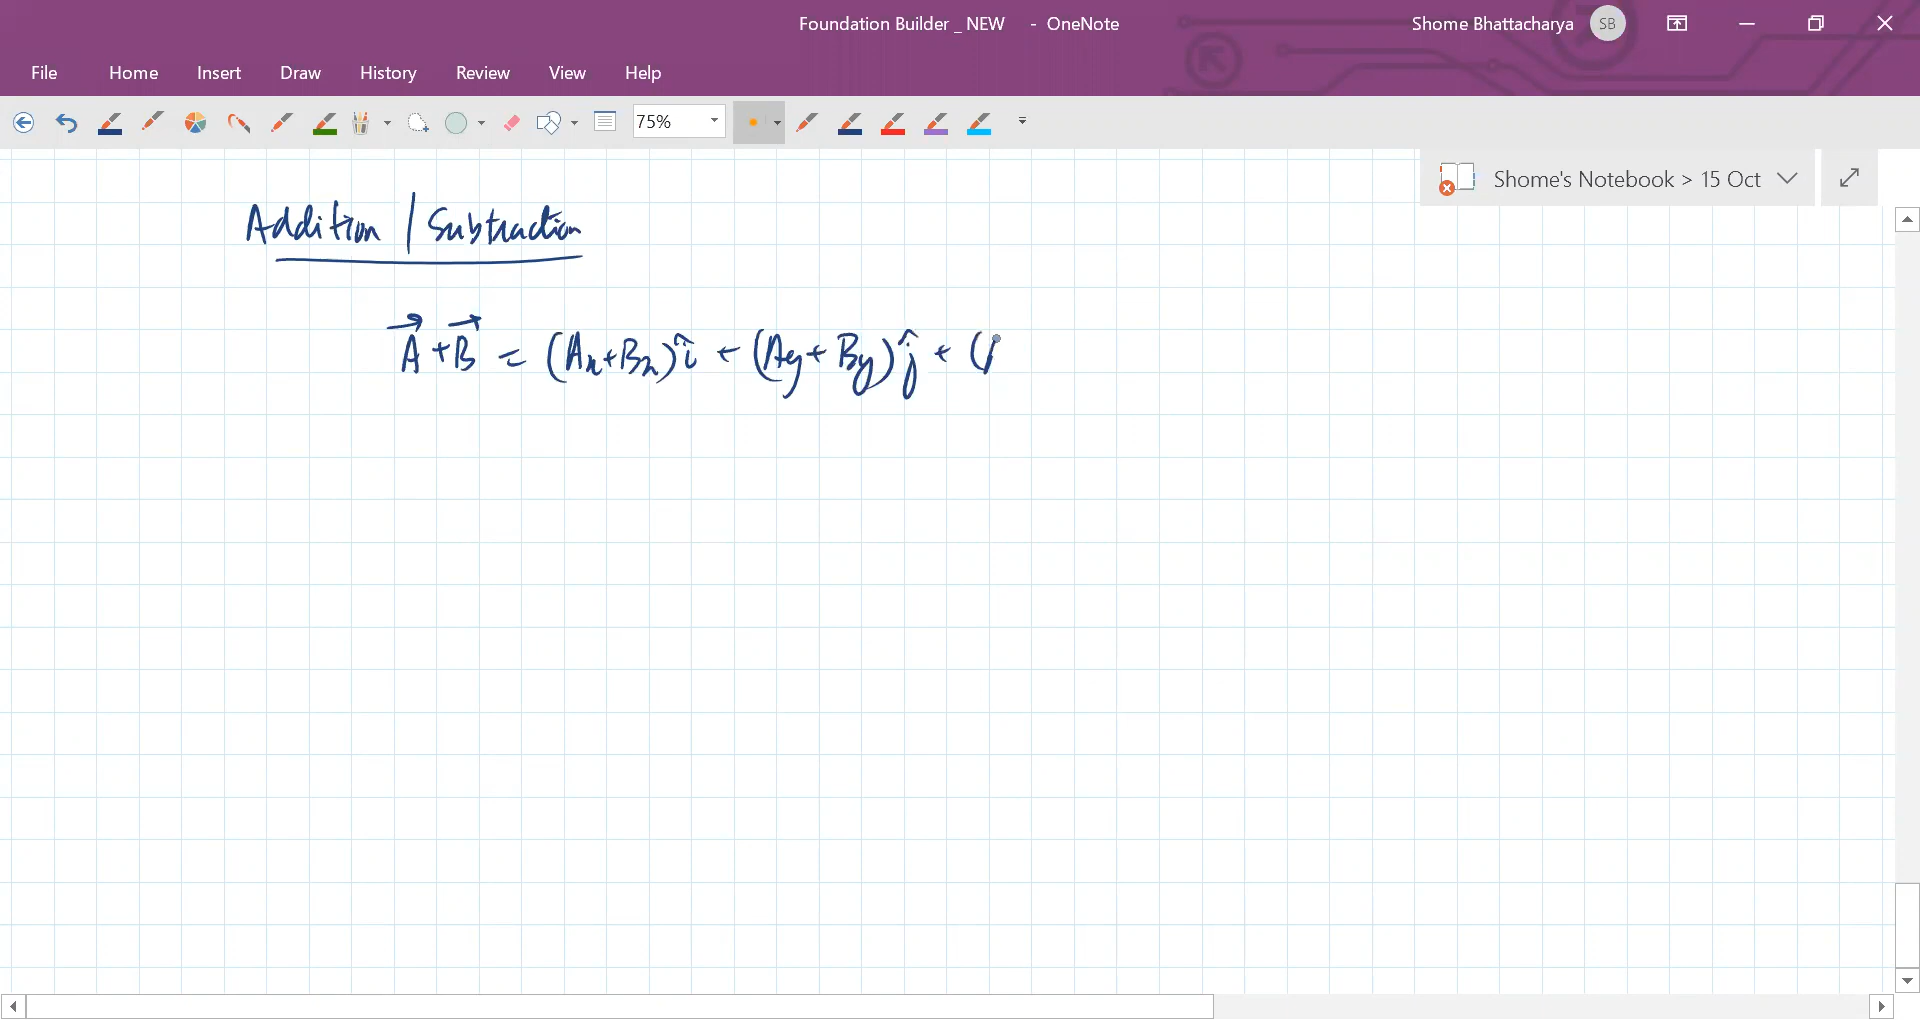 Foundation Builder _ NEW - OneNote
Shome Bhattacharya SB
File Home Insert Draw History Review View Help
75%
Shome's Notebook > 15 Oct
Addition | Subtraction
A⃗ + B⃗ = (Aₓ + Bₓ) î + (Ay + By) ĵ + (